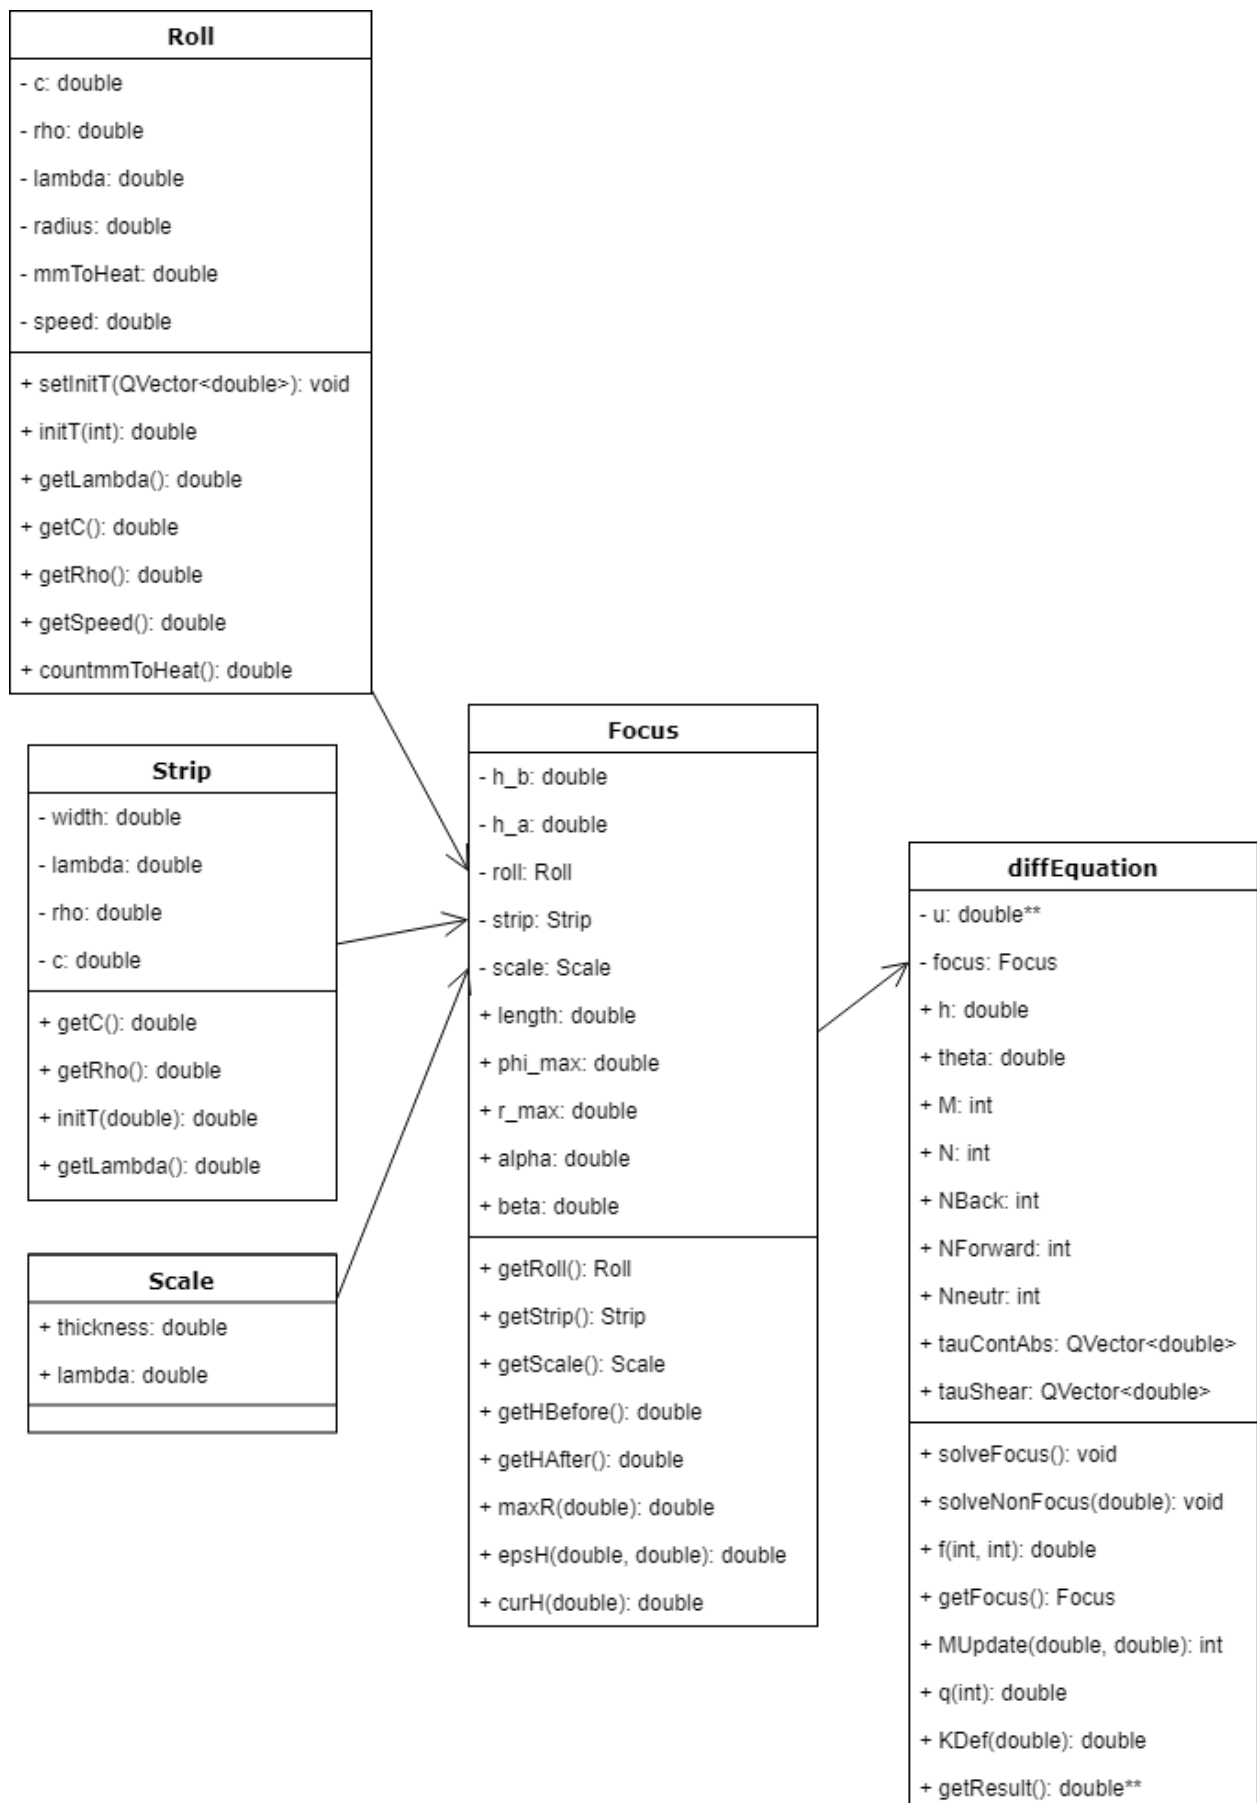 Roll
- c: double
- rho: double
- lambda: double
- radius: double
- mmToHeat: double
- speed: double
+ setInitT(QVector<double>): void
+ initT(int): double
+ getLambda(): double
+ getC(): double
+ getRho(): double
+ getSpeed(): double
+ countmmToHeat(): double
Strip
- width: double
- lambda: double
- rho: double
- c: double
+ getC(): double
+ getRho(): double
+ initT(double): double
+ getLambda(): double
Scale
+ thickness: double
+ lambda: double
Focus
- h_b: double
- h_a: double
- roll: Roll
- strip: Strip
- scale: Scale
+ length: double
+ phi_max: double
+ r_max: double
+ alpha: double
+ beta: double
+ getRoll(): Roll
+ getStrip(): Strip
+ getScale(): Scale
+ getHBefore(): double
+ getHAfter(): double
+ maxR(double): double
+ epsH(double, double): double
+ curH(double): double
diffEquation
- u: double**
- focus: Focus
+ h: double
+ theta: double
+ M: int
+ N: int
+ NBack: int
+ NForward: int
+ Nneutr: int
+ tauContAbs: QVector<double>
+ tauShear: QVector<double>
+ solveFocus(): void
+ solveNonFocus(double): void
+ f(int, int): double
+ getFocus(): Focus
+ MUpdate(double, double): int
+ q(int): double
+ KDef(double): double
+ getResult(): double**